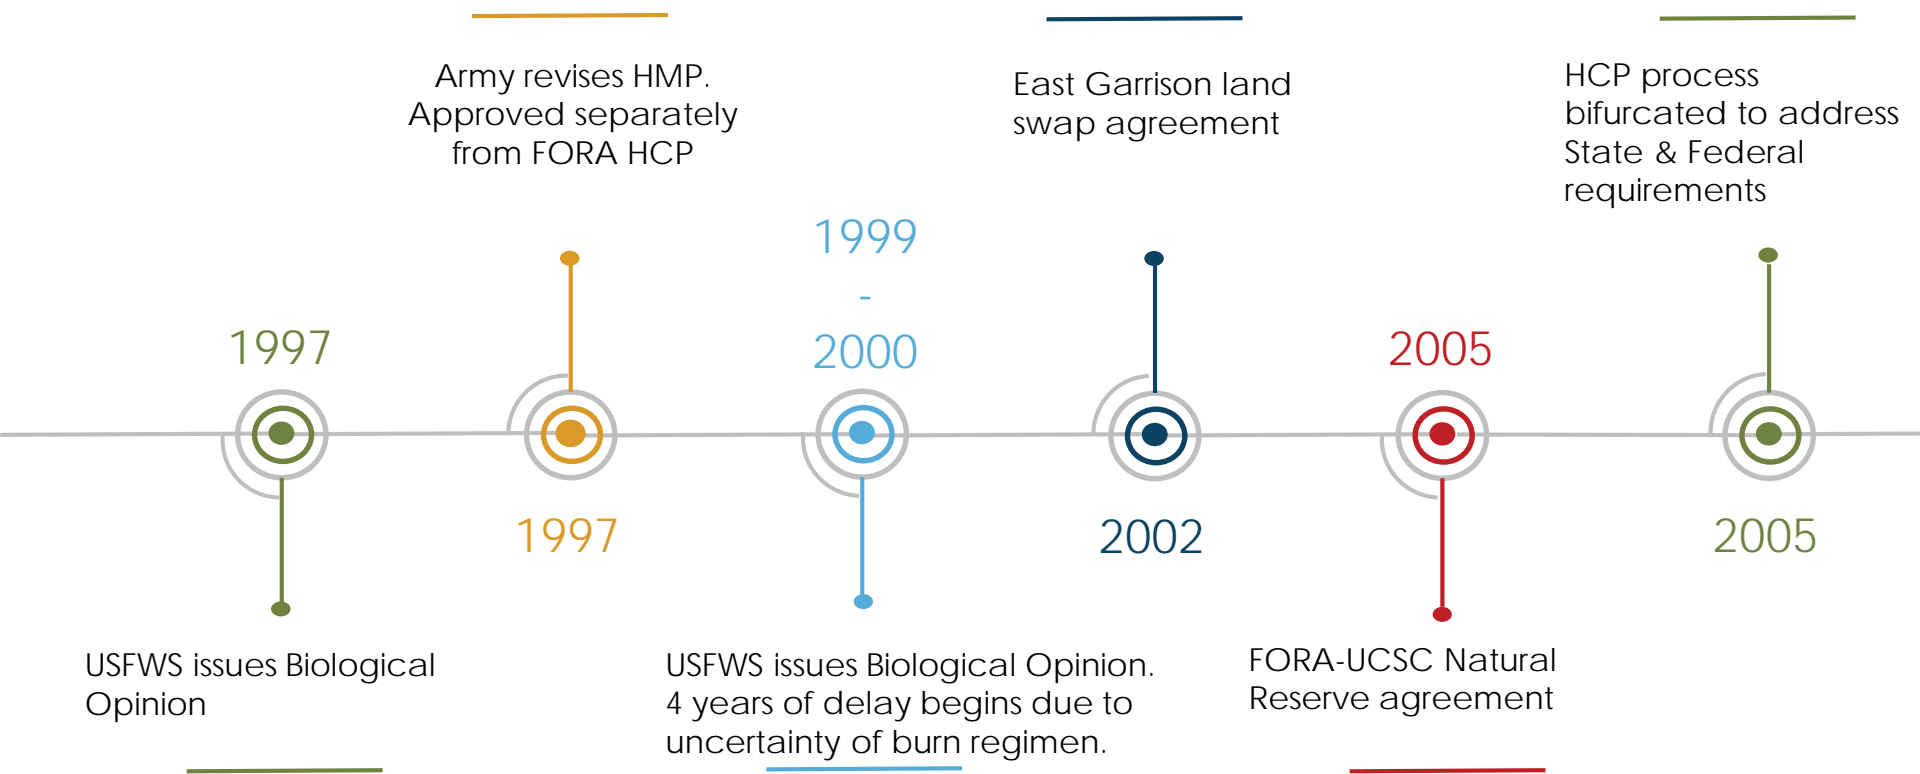 1997
USFWS issues Biological
Opinion
Army revises HMP.
Approved separately
from FORA HCP
1997
1999
-
2000
USFWS issues Biological Opinion.
4 years of delay begins due to
uncertainty of burn regimen.
East Garrison land
swap agreement
2002
2005
FORA-UCSC Natural
Reserve agreement
HCP process
bifurcated to address
State & Federal
requirements
2005